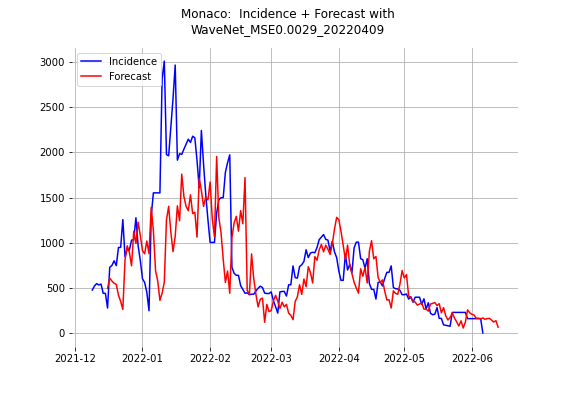 Monaco:  Incidence + Forecast with
WaveNet_MSE0.0029_20220409
Incidence
Forecast
3000
2500
2000
1500
1000
500
0
2021-12 2022-01 2022-02 2022-03 2022-04 2022-05 2022-06